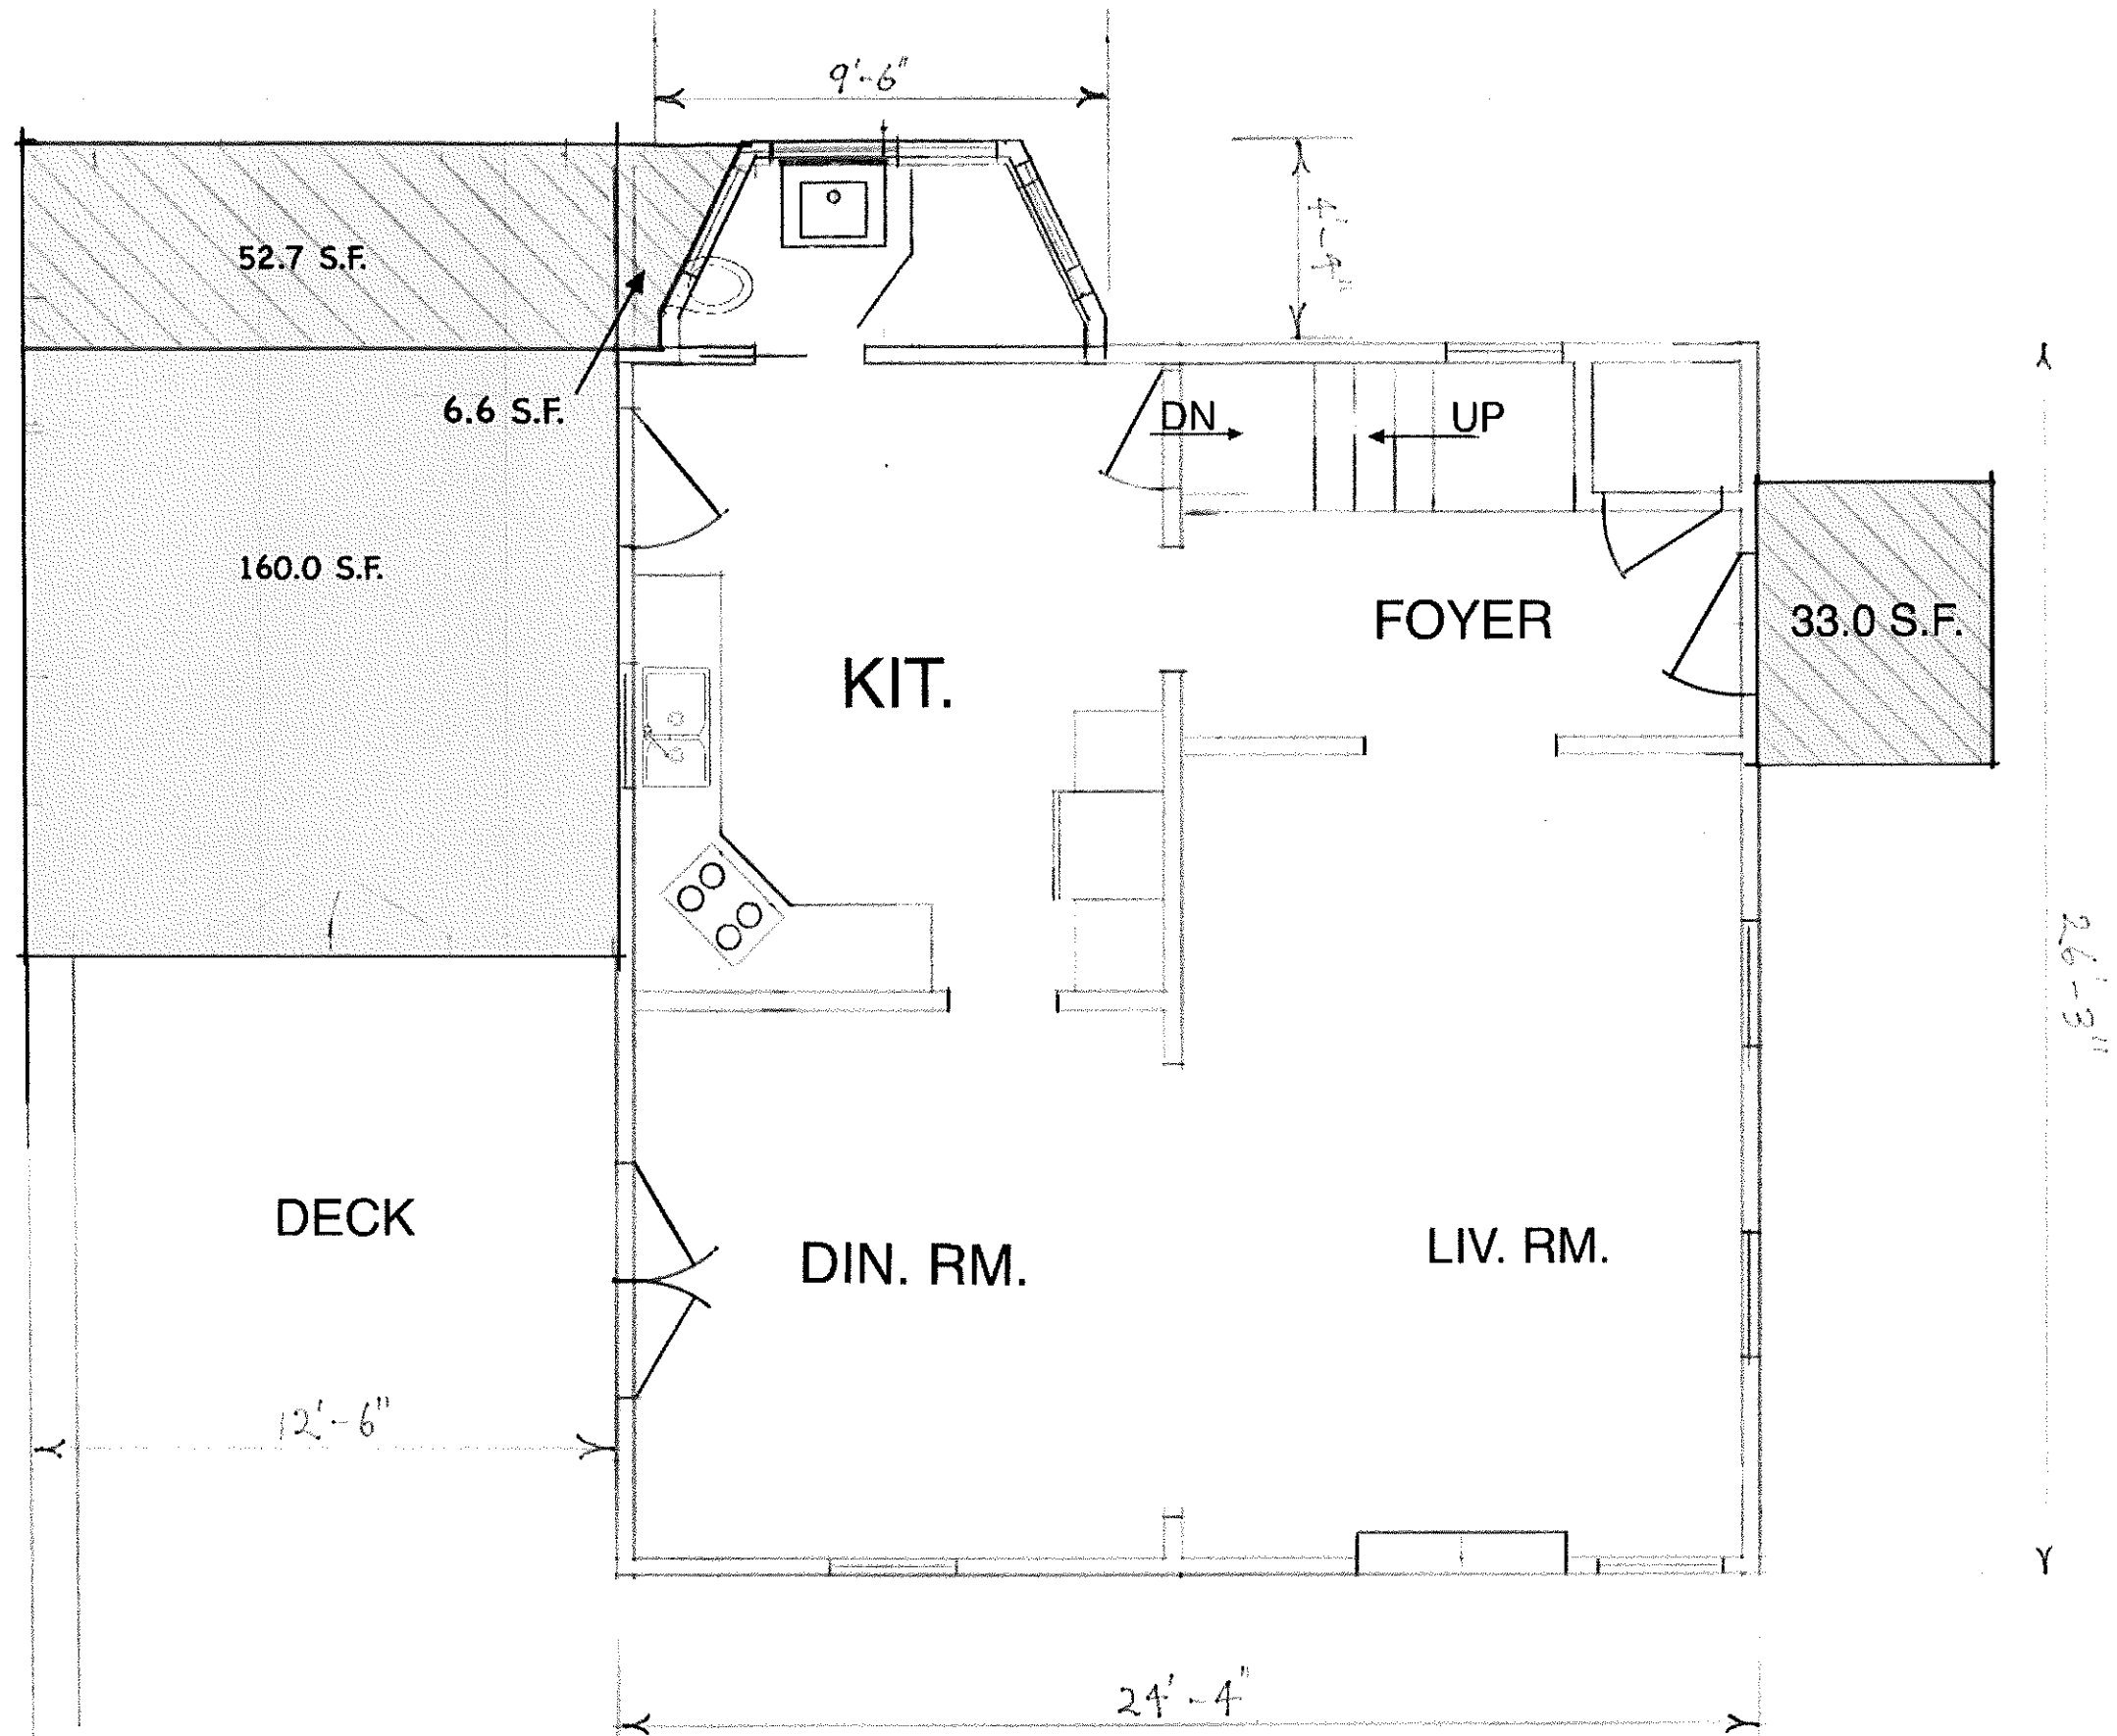 9'-6"
4'-4"
52.7 S.F.
6.6 S.F.
DN
UP
160.0 S.F.
FOYER
33.0 S.F.
KIT.
26'-3"
DECK
DIN. RM.
LIV. RM.
12'-6"
24'-4"